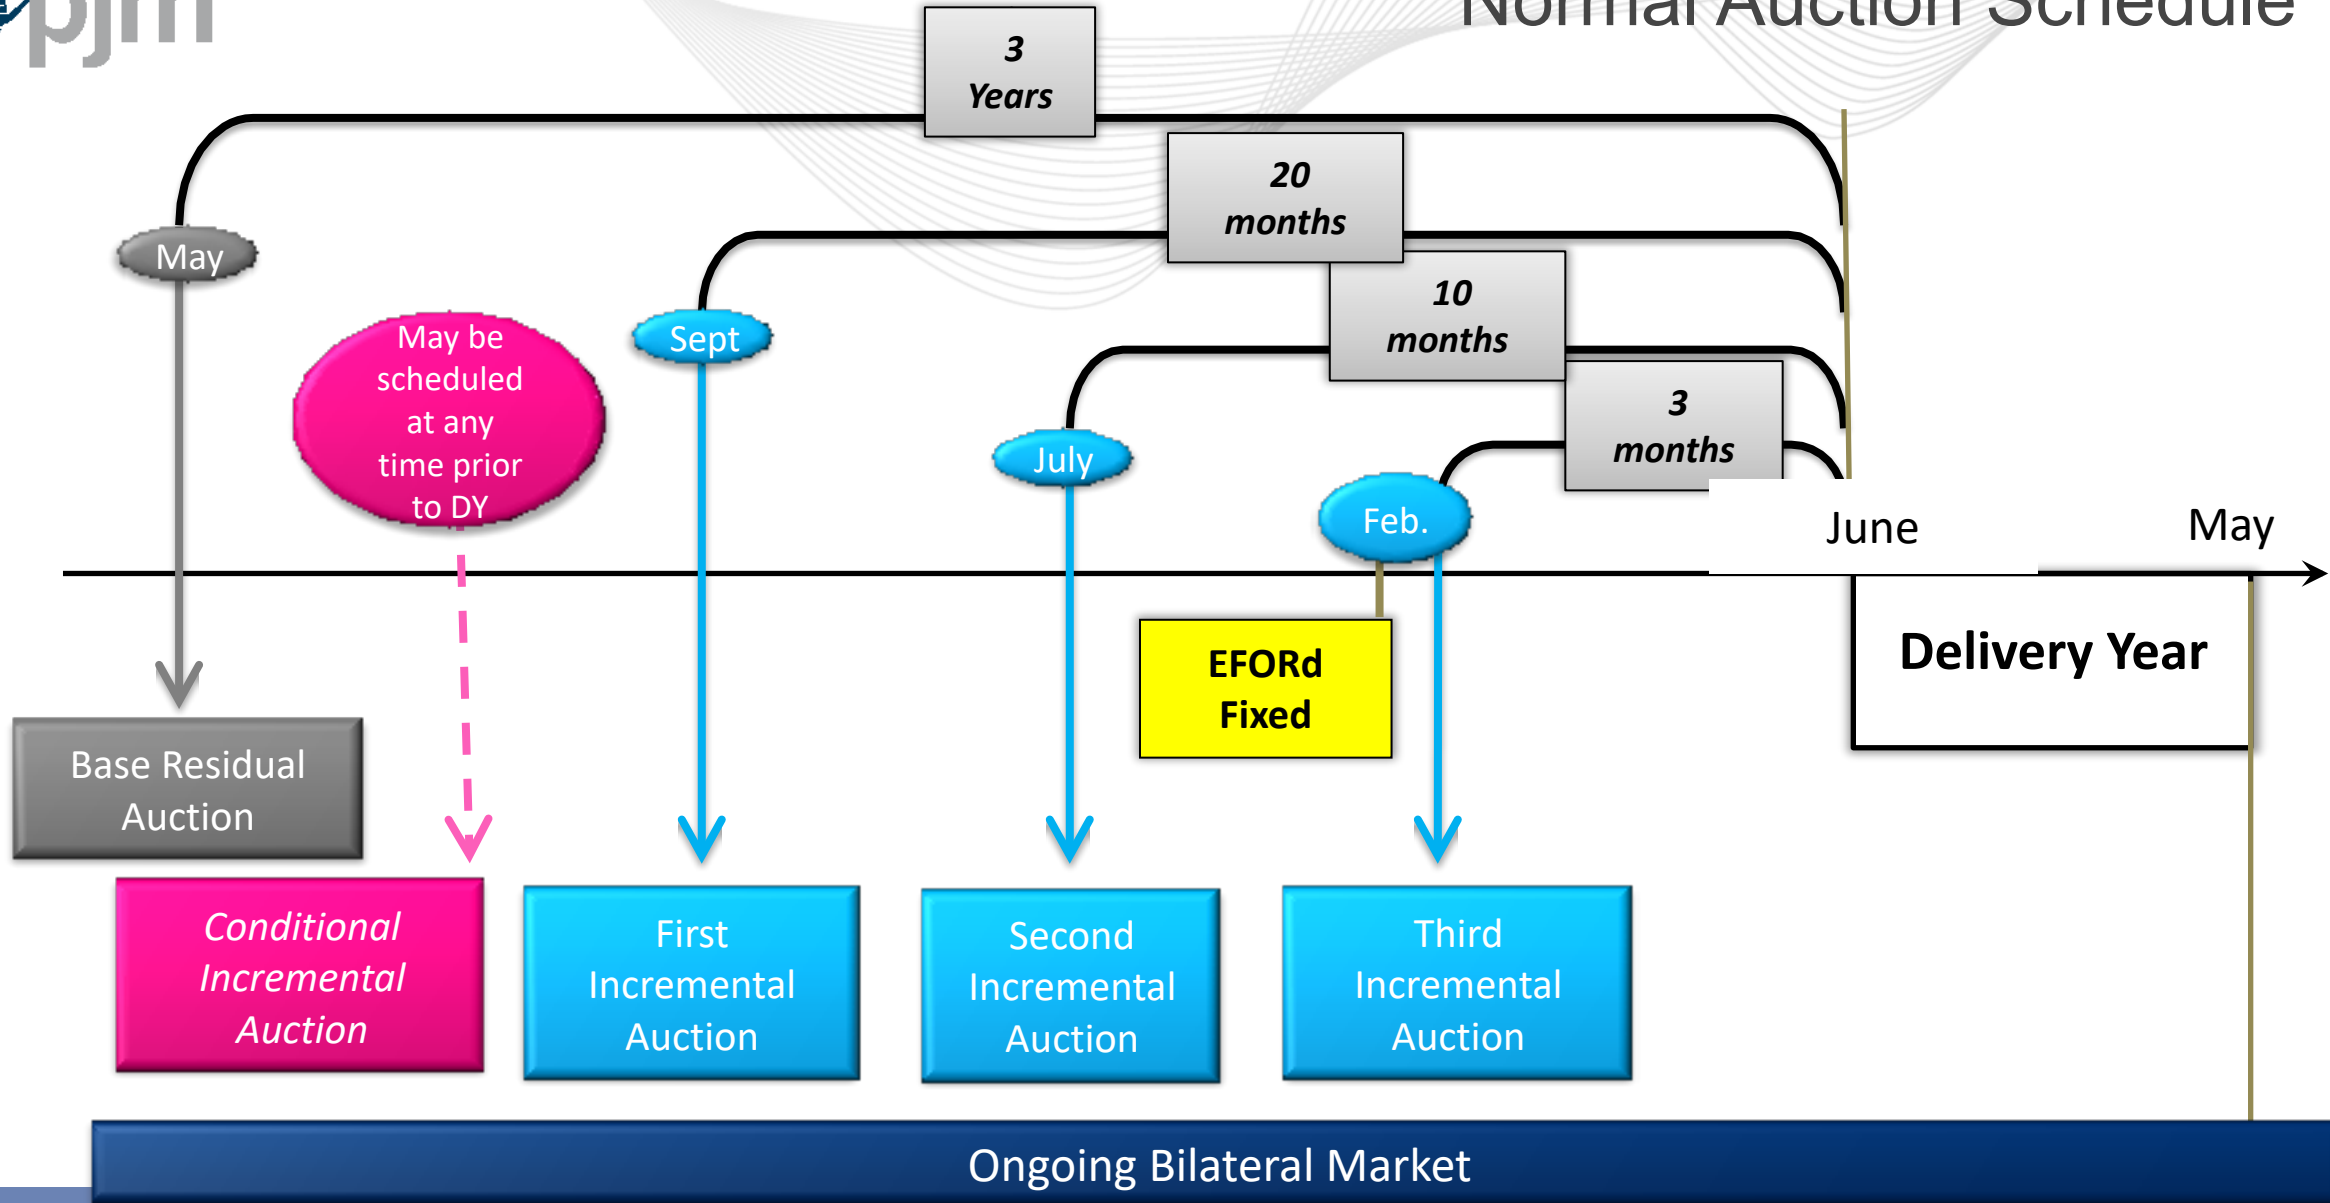 pjm
Normal Auction Schedule
3
Years
20
months
10
months
3
months
May
May be
scheduled
at any
time prior
to DY
Sept
July
Feb.
June
May
EFORd
Fixed
Delivery Year
Base Residual
Auction
Conditional
Incremental
Auction
First
Incremental
Auction
Second
Incremental
Auction
Third
Incremental
Auction
Ongoing Bilateral Market